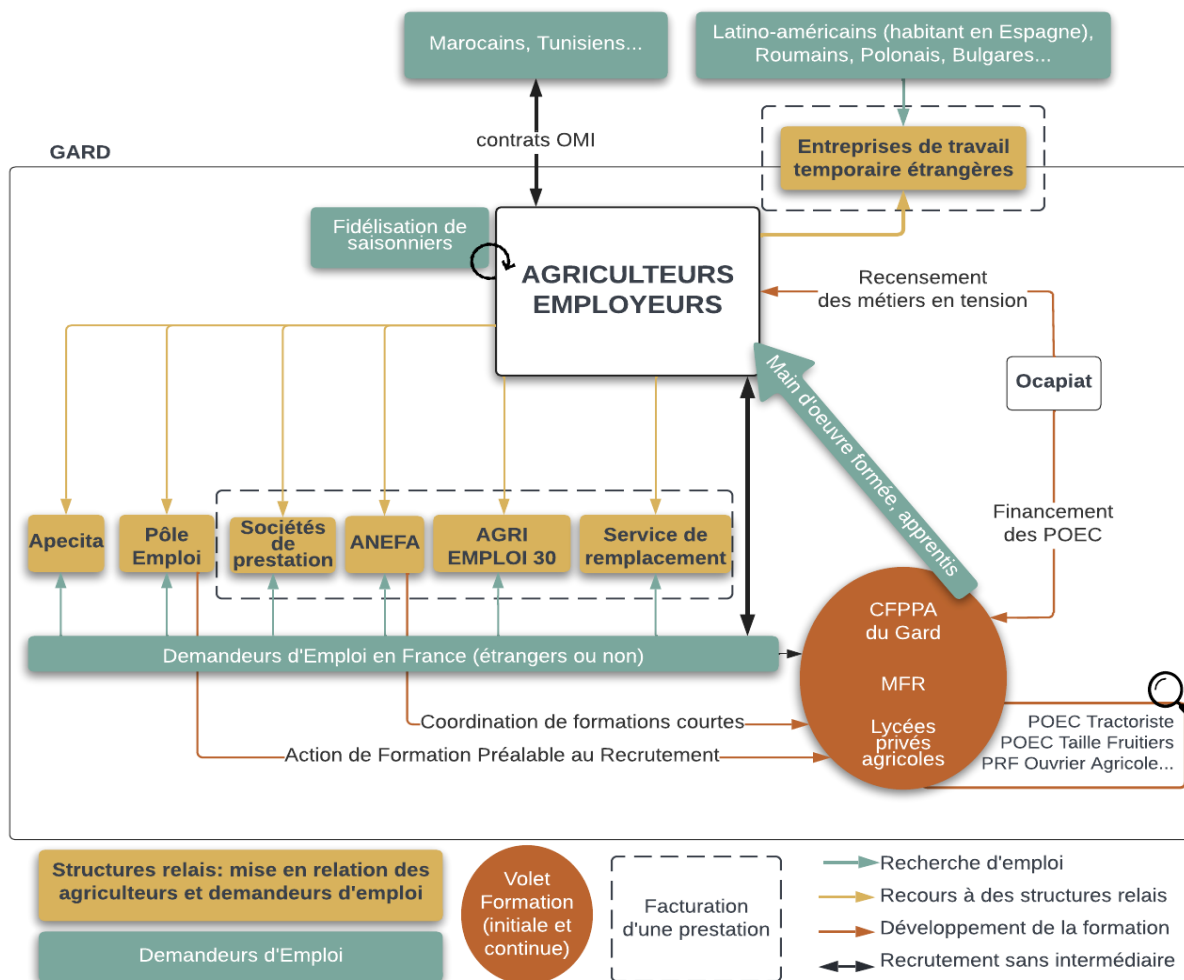 Marocains, Tunisiens...
Latino-américains (habitant en Espagne),
Roumains, Polonais, Bulgares...
contrats OMI
GARD
Entreprises de travail
temporaire étrangères
Fidélisation de
saisonniers
AGRICULTEURS
EMPLOYEURS
Recensement
des métiers en tension
Ocapiat
Main d'oeuvre formée, apprentis
Financement
des POEC
Apecita
Pôle
Emploi
Sociétés
de
prestation
ANEFA
AGRI
EMPLOI 30
Service de
remplacement
CFPPA
du Gard
MFR
Lycées
privés
agricoles
Demandeurs d'Emploi en France (étrangers ou non)
Coordination de formations courtes
Action de Formation Préalable au Recrutement
POEC Tractoriste
POEC Taille Fruitiers
PRF Ouvrier Agricole...
Structures relais: mise en relation des
agriculteurs et demandeurs d'emploi
Demandeurs d'Emploi
Volet
Formation
(initiale et
continue)
Facturation
d'une prestation
Recherche d'emploi
Recours à des structures relais
Développement de la formation
Recrutement sans intermédiaire